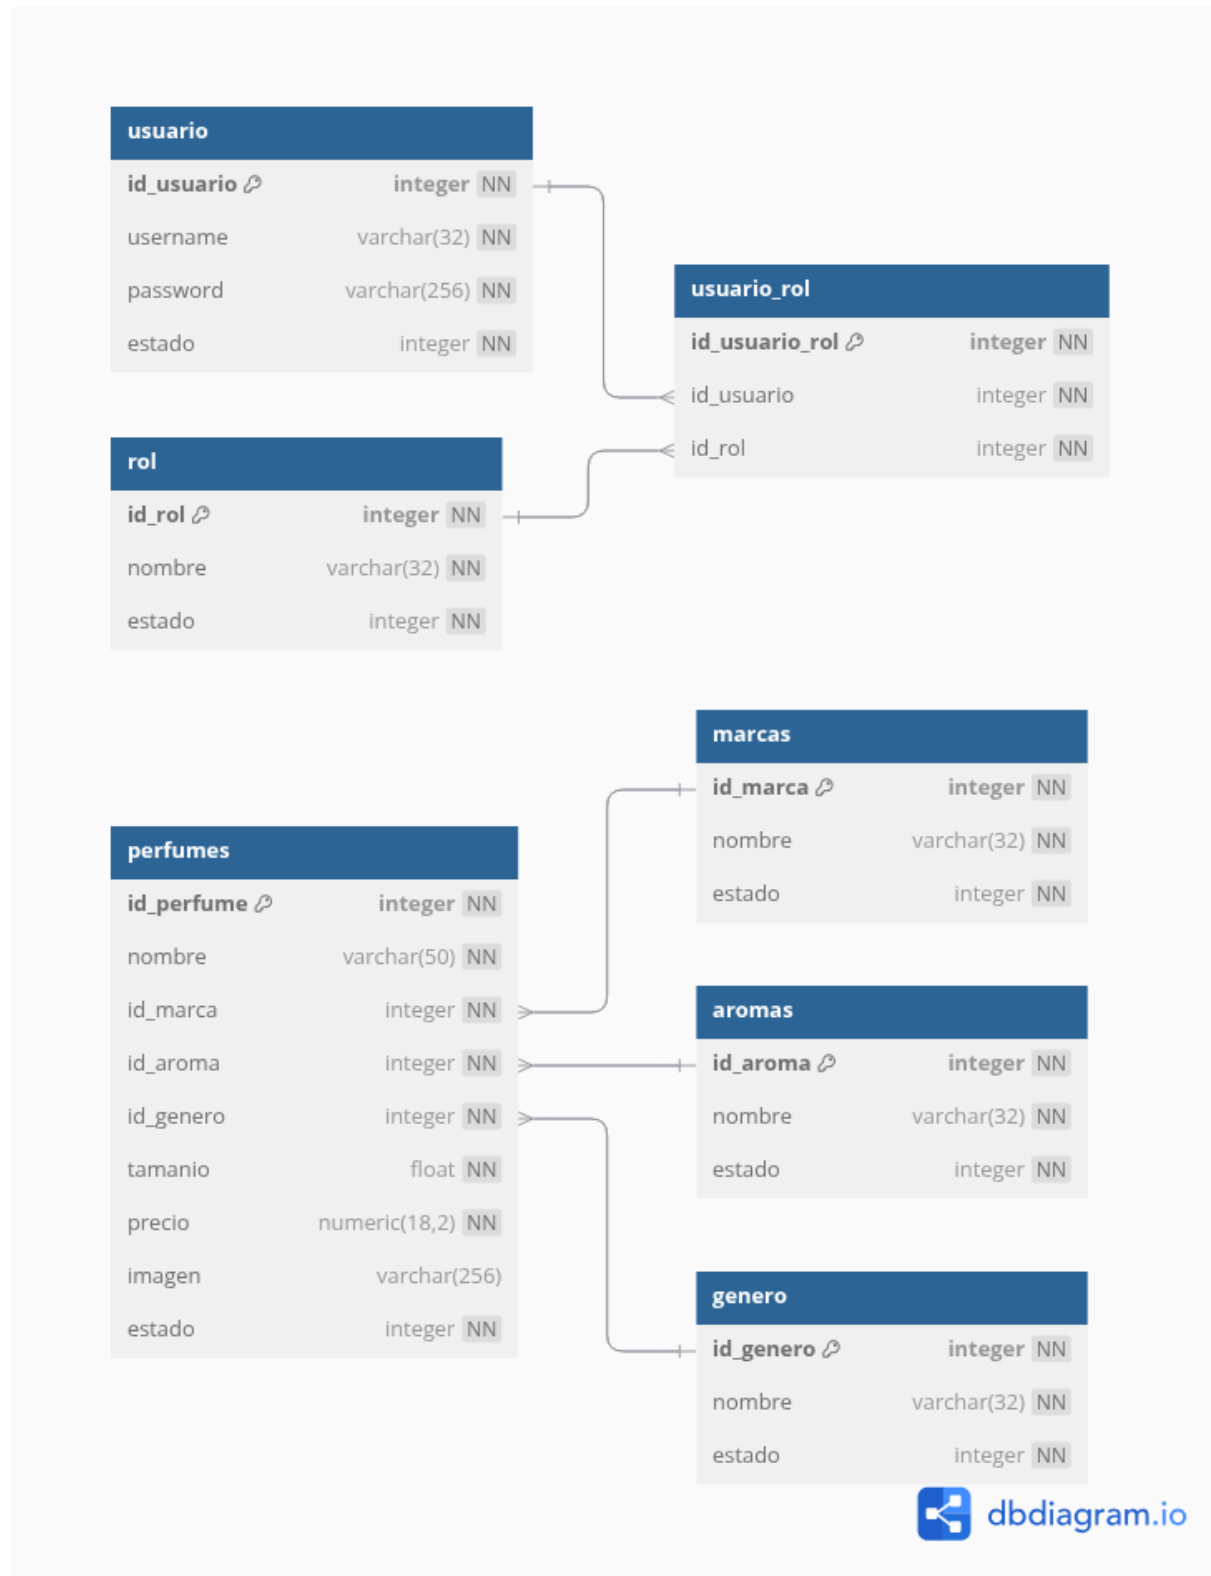 usuario
id_usuario integer NN
username varchar(32) NN
password varchar(256) NN
estado integer NN
usuario_rol
id_usuario_rol integer NN
id_usuario integer NN
id_rol integer NN
rol
id_rol integer NN
nombre varchar(32) NN
estado integer NN
marcas
id_marca integer NN
nombre varchar(32) NN
estado integer NN
perfumes
id_perfume integer NN
nombre varchar(50) NN
id_marca integer NN
id_aroma integer NN
id_genero integer NN
tamanio float NN
precio numeric(18,2) NN
imagen varchar(256)
estado integer NN
aromas
id_aroma integer NN
nombre varchar(32) NN
estado integer NN
genero
id_genero integer NN
nombre varchar(32) NN
estado integer NN
dbdiagram.io